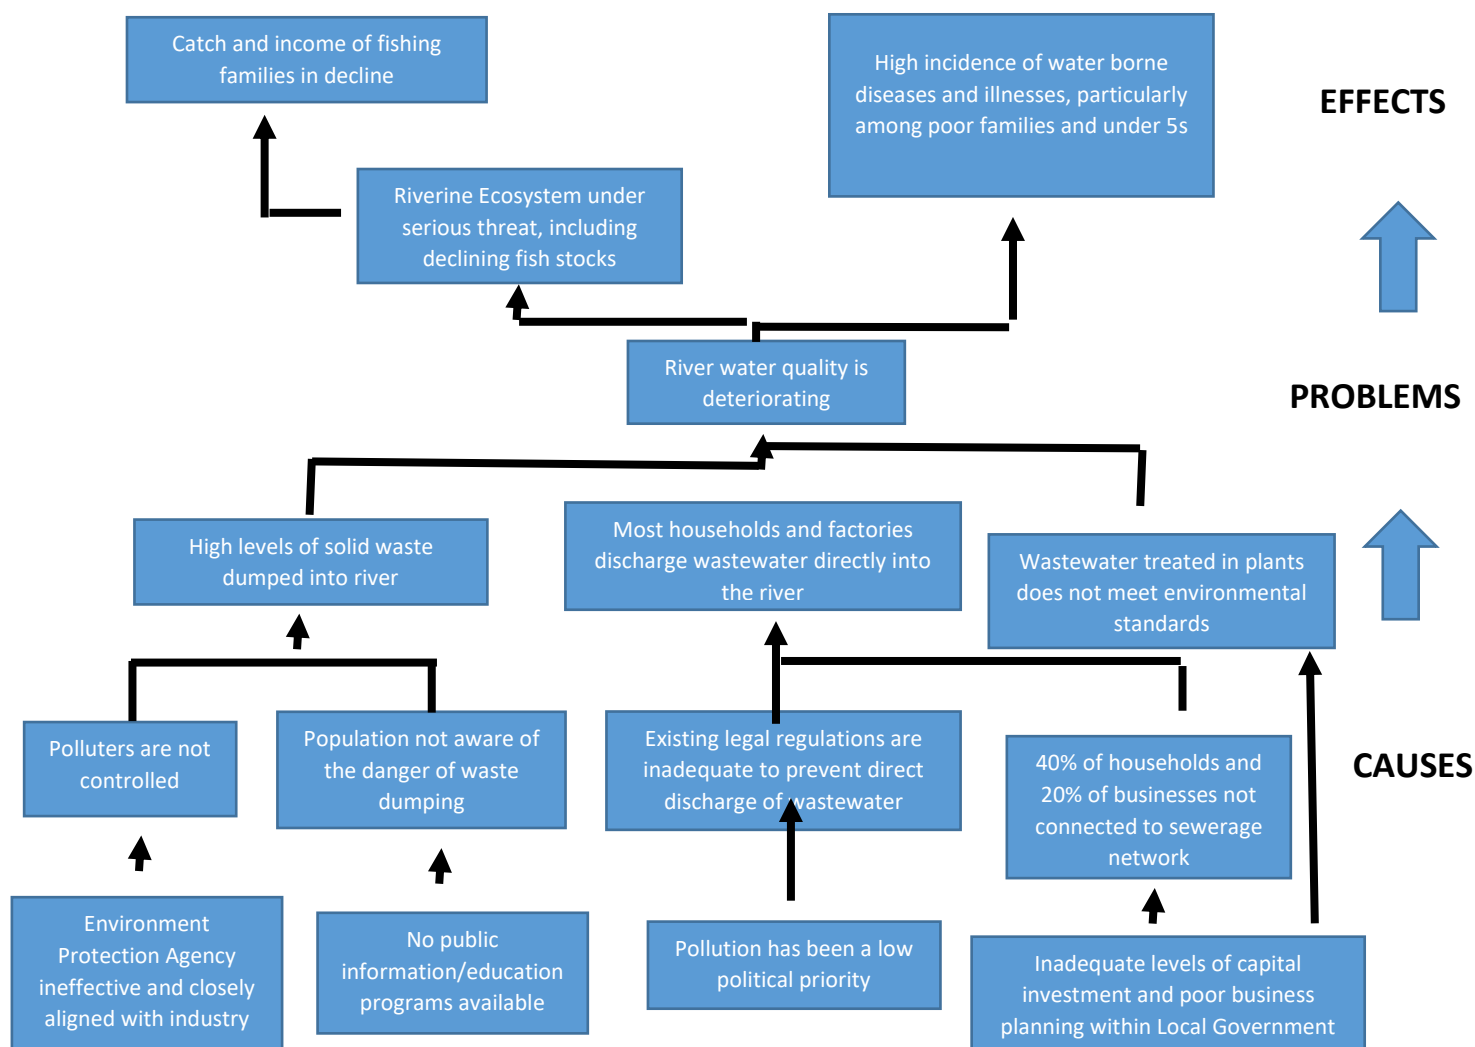 Catch and income of fishing
families in decline
High incidence of water borne
diseases and illnesses, particularly
among poor families and under 5s
EFFECTS
Riverine Ecosystem under
serious threat, including
declining fish stocks
River water quality is
deteriorating
PROBLEMS
High levels of solid waste
dumped into river
Most households and factories
discharge wastewater directly into
the river
Wastewater treated in plants
does not meet environmental
standards
Polluters are not
controlled
Population not aware of
the danger of waste
dumping
Existing legal regulations are
inadequate to prevent direct
discharge of wastewater
40% of households and
20% of businesses not
connected to sewerage
network
CAUSES
Environment
Protection Agency
ineffective and closely
aligned with industry
No public
information/education
programs available
Pollution has been a low
political priority
Inadequate levels of capital
investment and poor business
planning within Local Government